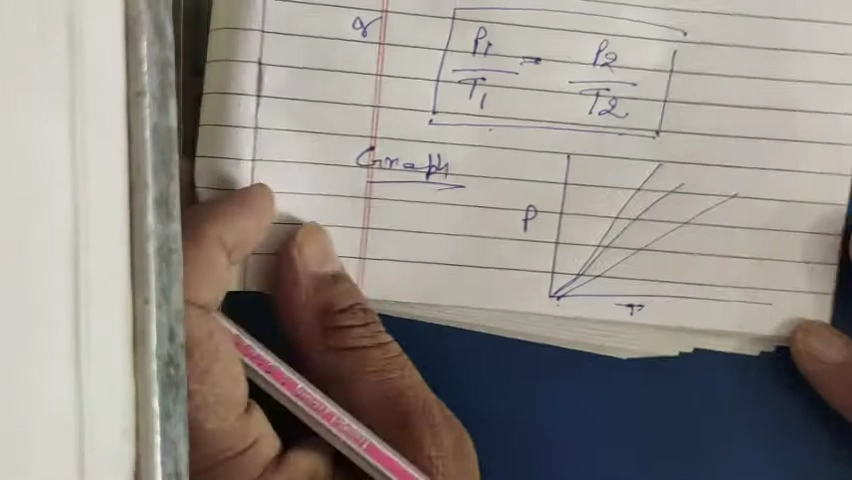 or
P1/T1 = P2/T2
Graph
P
T